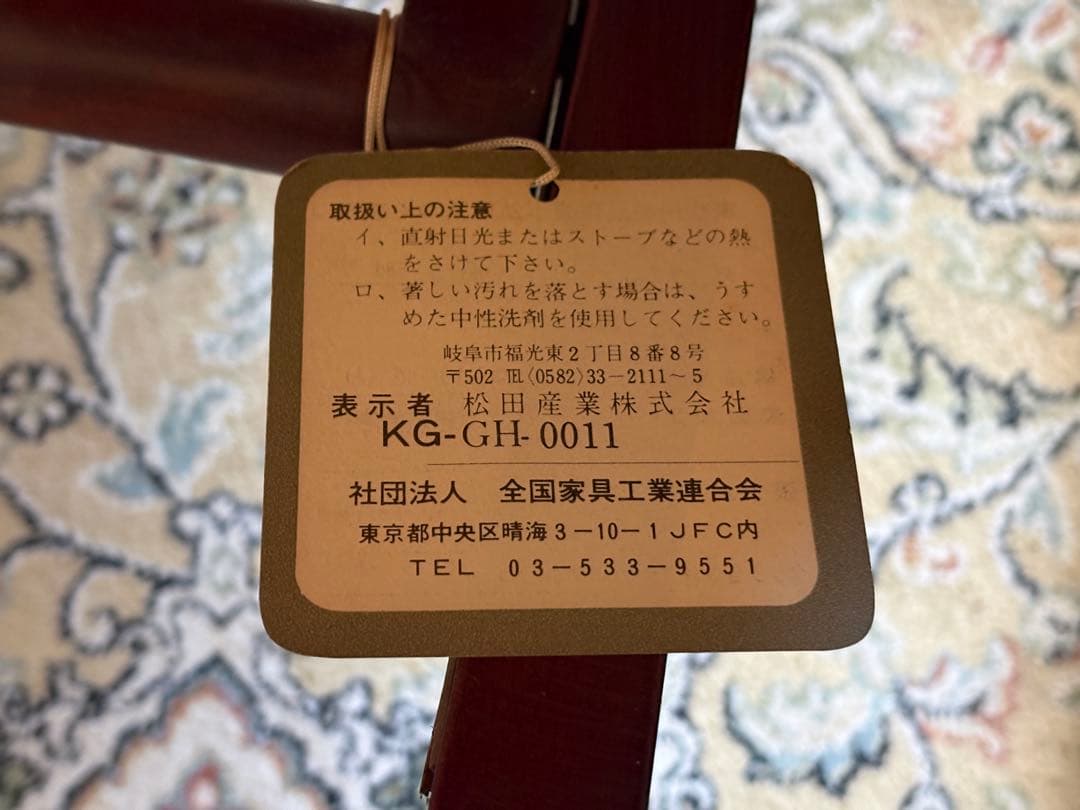 取扱い上の注意
イ、直射日光またはストーブなどの熱
をさけて下さい。
ロ、著しい汚れを落とす場合は、うす
めた中性洗剤を使用してください。
岐阜市福光東2丁目8番8号
〒502 ℡〈0582〉33−2111〜5
表示者 松田産業株式会社
KG-GH-0011
社団法人 全国家具工業連合会
東京都中央区晴海3−10−1JFC内
TEL 03−533−9551